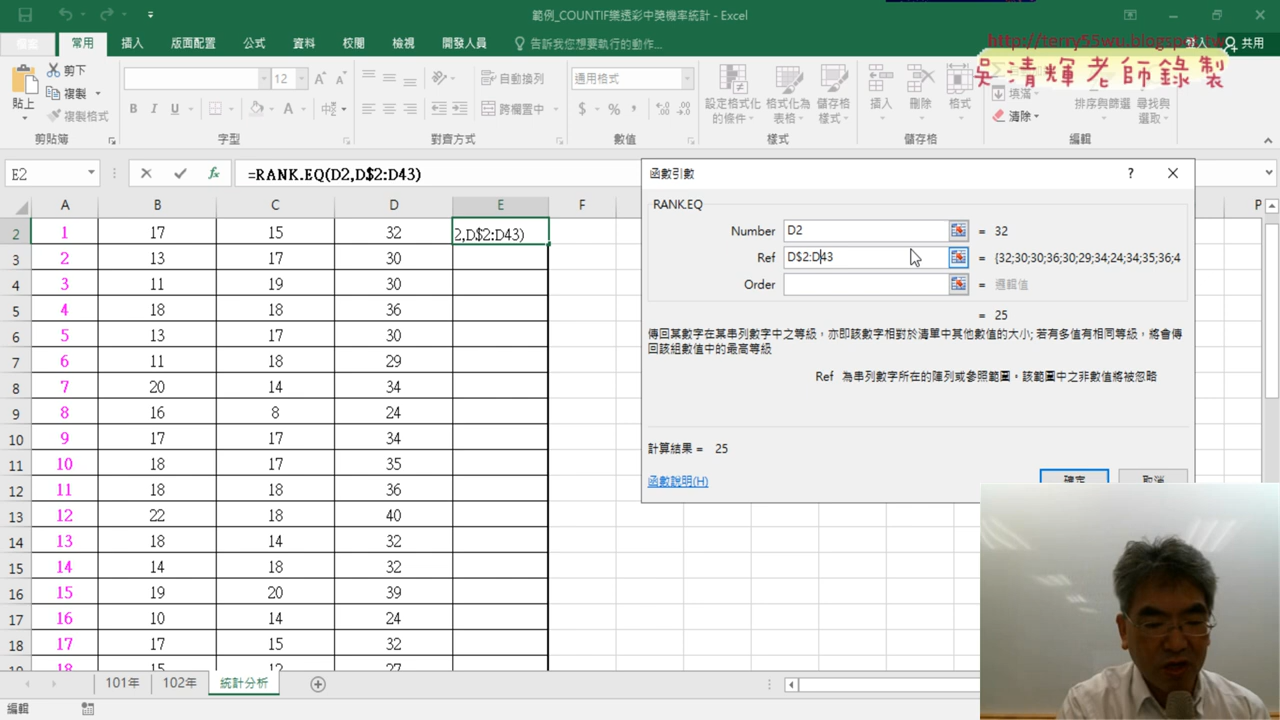 範例_COUNTIF樂透彩中獎機率統計 - Excel
常用 插入 版面配置 公式 資料 校閱 檢視 開發人員 告訴我您想要執行的動作... 共用
http://terry55wu.blogspot.tw
吳清輝老師錄製
貼上 剪下 複製 複製格式
12
B I U A
自動換列 跨欄置中
通用格式
$ % ,
設定格式化的條件 格式化為表格 儲存格樣式
插入 刪除 格式
填滿 清除 排序與篩選 尋找與選取
剪貼簿 字型 對齊方式 數值 樣式 儲存格 編輯
E2 fx =RANK.EQ(D2,D$2:D43)
A B C D E F P
2 1 17 15 32 2,D$2:D43)
3 2 13 17 30
4 3 11 19 30
5 4 18 18 36
6 5 13 17 30
7 6 11 18 29
8 7 20 14 34
9 8 16 8 24
10 9 17 17 34
11 10 18 17 35
12 11 18 18 36
13 12 22 18 40
14 13 18 14 32
15 14 14 18 32
16 15 19 20 39
17 16 10 14 24
18 17 17 15 32
19 18 15 12 27
函數引數 ?
RANK.EQ
Number D2 = 32
Ref D$2:D43 = {32;30;30;36;30;29;34;24;34;35;36;4
Order = 邏輯值
= 25
傳回某數字在某串列數字中之等級，亦即該數字相對於清單中其他數值的大小; 若有多值有相同等級，將會傳
回該組數值中的最高等級
Ref 為串列數字所在的陣列或參照範圍。該範圍中之非數值將被忽略
計算結果 = 25
函數說明(H) 確定 取消
101年 102年 統計分析
編輯